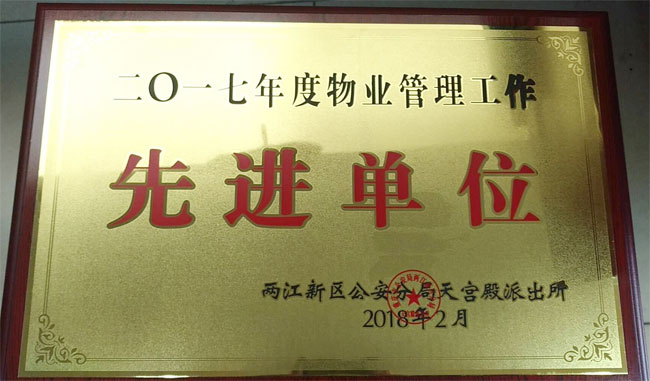 二〇一七年度物业管理工作
先进单位
两江新区公安分局天宫殿派出所
2018年2月